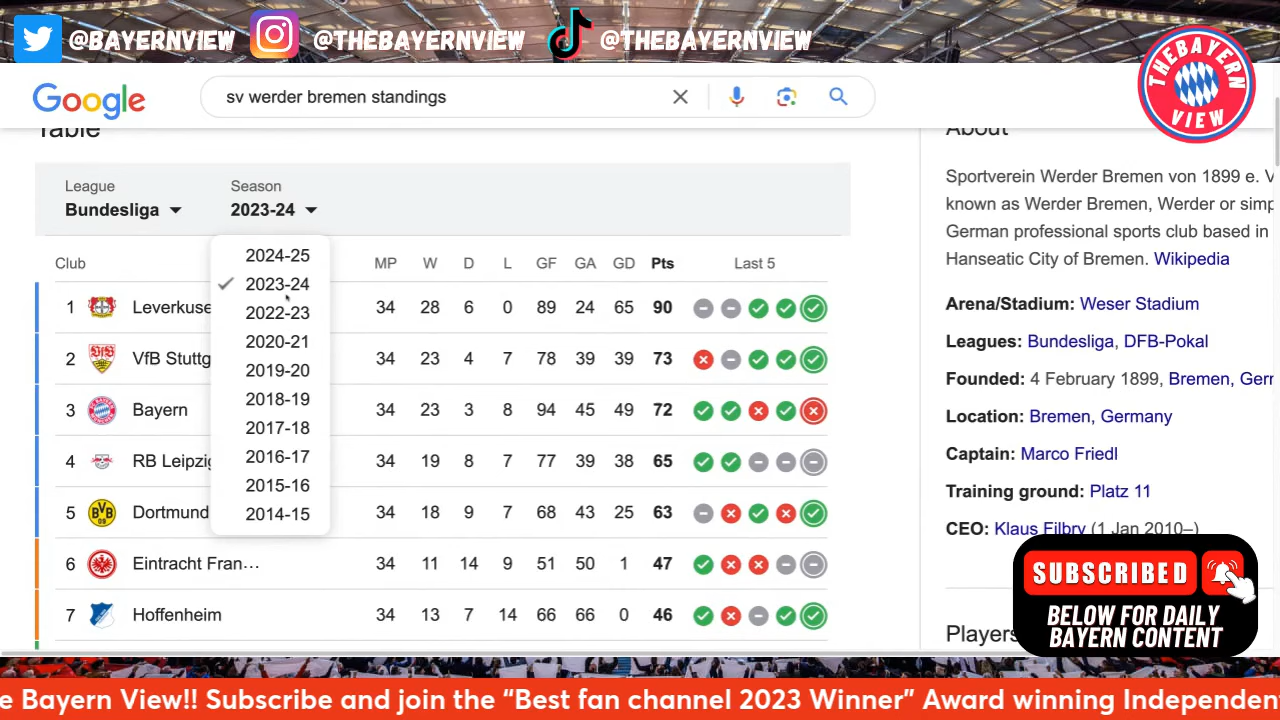 @BAYERNVIEW @THEBAYERNVIEW @THEBAYERNVIEW
THEBAYERN
VIEW
Google
sv werder bremen standings
Table
About
League Season
Bundesliga 2023-24
2024-25
2023-24
2022-23
2020-21
2019-20
2018-19
2017-18
2016-17
2015-16
2014-15
Club MP W D L GF GA GD Pts Last 5
1 Leverkuse 34 28 6 0 89 24 65 90
2 VfB Stuttg 34 23 4 7 78 39 39 73
3 Bayern 34 23 3 8 94 45 49 72
4 RB Leipzig 34 19 8 7 77 39 38 65
5 Dortmund 34 18 9 7 68 43 25 63
6 Eintracht Fran… 34 11 14 9 51 50 1 47
7 Hoffenheim 34 13 7 14 66 66 0 46
Sportverein Werder Bremen von 1899 e. V
known as Werder Bremen, Werder or simp
German professional sports club based in
Hanseatic City of Bremen. Wikipedia
Arena/Stadium: Weser Stadium
Leagues: Bundesliga, DFB-Pokal
Founded: 4 February 1899, Bremen, Germ
Location: Bremen, Germany
Captain: Marco Friedl
Training ground: Platz 11
CEO: Klaus Filbry (1 Jan 2010–)
Players
SUBSCRIBED
BELOW FOR DAILY
BAYERN CONTENT
e Bayern View!! Subscribe and join the “Best fan channel 2023 Winner” Award winning Independen